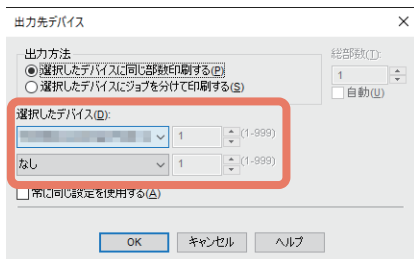 出力先デバイス
出力方法
選択したデバイスに同じ部数印刷する(P)
選択したデバイスにジョブを分けて印刷する(S)
総部数(T):
1
自動(U)
選択したデバイス(D):
1 (1-999)
なし 1 (1-999)
常に同じ設定を使用する(A)
OK キャンセル ヘルプ